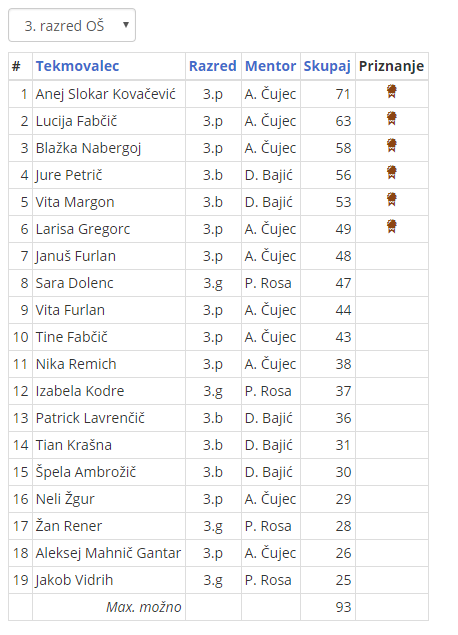 3. razred OŠ
# Tekmovalec Razred Mentor Skupaj Priznanje
1 Anej Slokar Kovačević 3.p A. Čujec 71
2 Lucija Fabčič 3.p A. Čujec 63
3 Blažka Nabergoj 3.p A. Čujec 58
4 Jure Petrič 3.b D. Bajić 56
5 Vita Margon 3.b D. Bajić 53
6 Larisa Gregorc 3.p A. Čujec 49
7 Januš Furlan 3.p A. Čujec 48
8 Sara Dolenc 3.g P. Rosa 47
9 Vita Furlan 3.p A. Čujec 44
10 Tine Fabčič 3.p A. Čujec 43
11 Nika Remich 3.p A. Čujec 38
12 Izabela Kodre 3.g P. Rosa 37
13 Patrick Lavrenčič 3.b D. Bajić 36
14 Tian Krašna 3.b D. Bajić 31
15 Špela Ambrožič 3.b D. Bajić 30
16 Neli Žgur 3.p A. Čujec 29
17 Žan Rener 3.g P. Rosa 28
18 Aleksej Mahnič Gantar 3.p A. Čujec 26
19 Jakob Vidrih 3.g P. Rosa 25
Max. možno 93